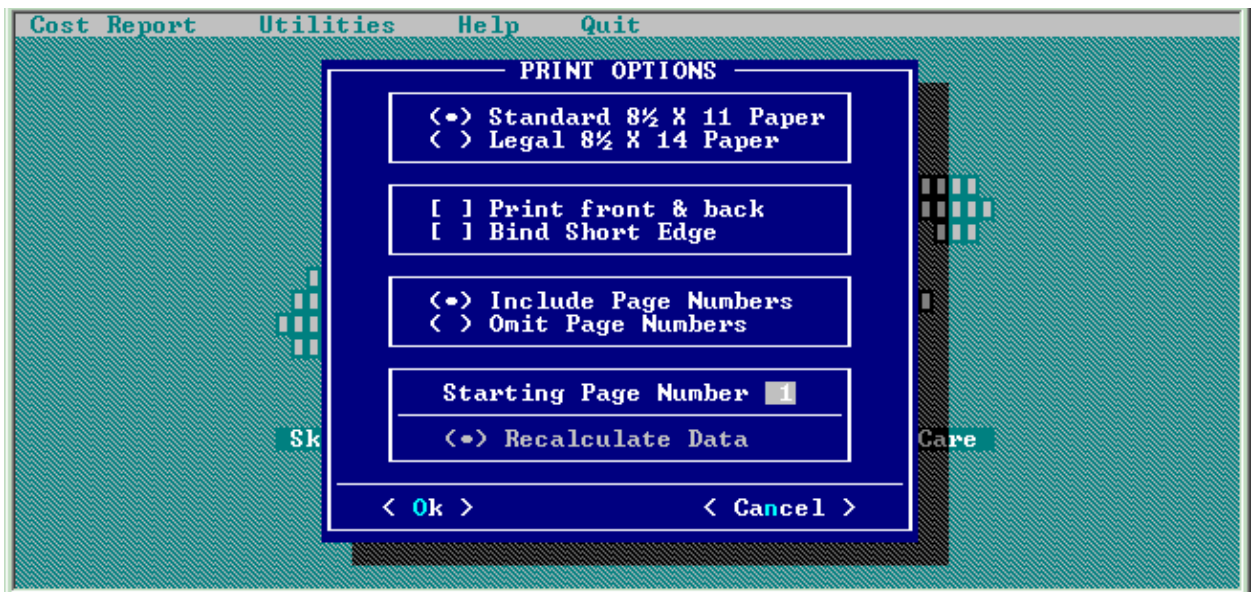 Cost Report Utilities Help Quit
PRINT OPTIONS
(•) Standard 8½ X 11 Paper
( ) Legal 8½ X 14 Paper
[ ] Print front & back
[ ] Bind Short Edge
(•) Include Page Numbers
( ) Omit Page Numbers
Starting Page Number 1
Sk (•) Recalculate Data Care
< Ok > < Cancel >